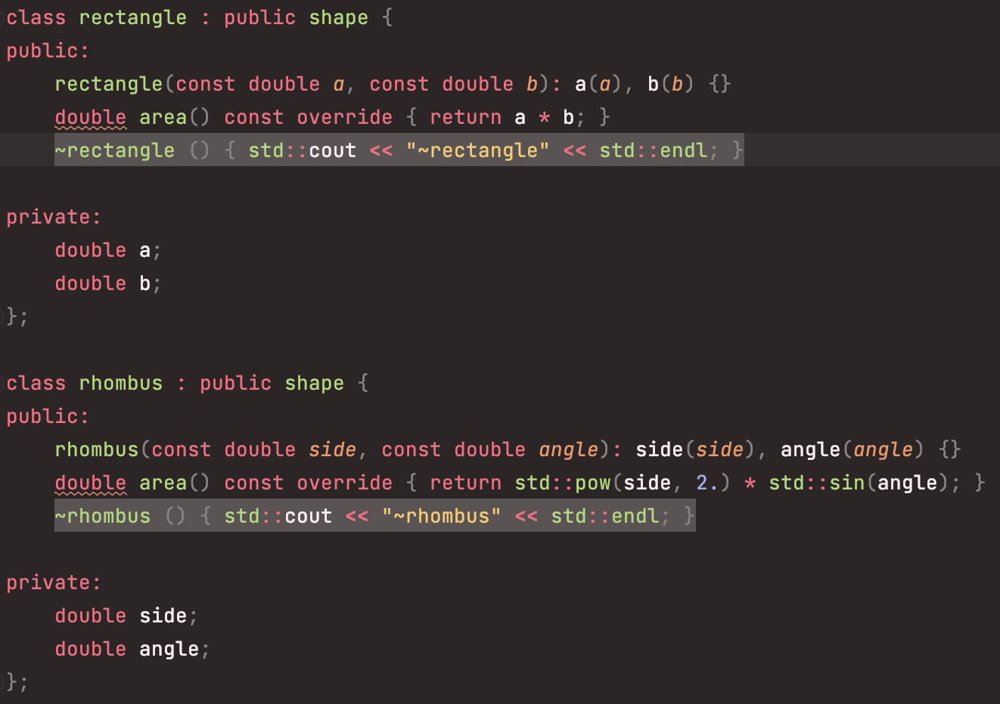 class rectangle : public shape {
public:
    rectangle(const double a, const double b): a(a), b(b) {}
    double area() const override { return a * b; }
    ~rectangle () { std::cout << "~rectangle" << std::endl; }

private:
    double a;
    double b;
};

class rhombus : public shape {
public:
    rhombus(const double side, const double angle): side(side), angle(angle) {}
    double area() const override { return std::pow(side, 2.) * std::sin(angle); }
    ~rhombus () { std::cout << "~rhombus" << std::endl; }

private:
    double side;
    double angle;
};